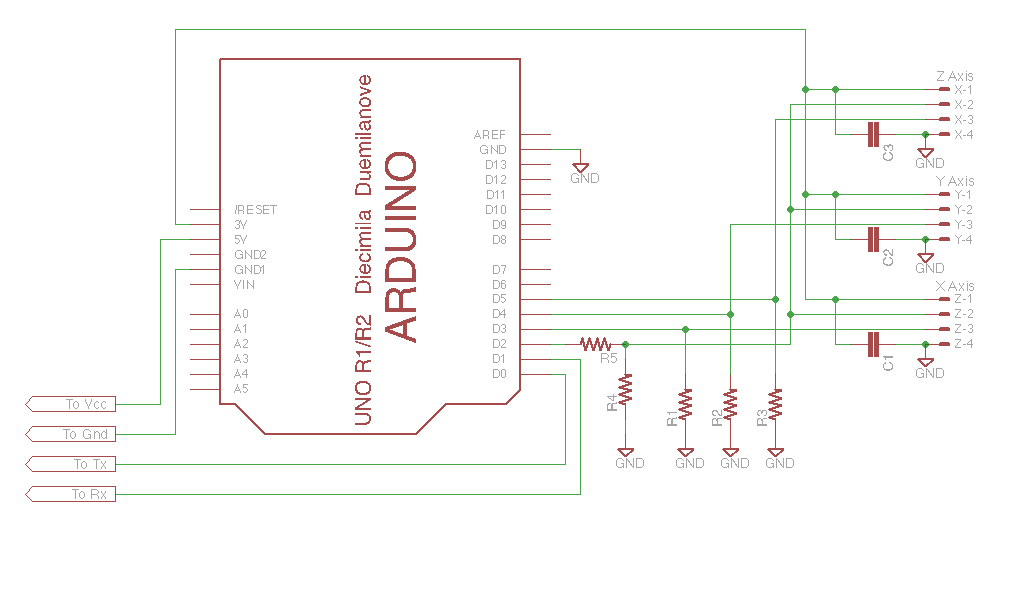 UNO R1/R2 Diecimila Duemilanove
ARDUINO
/RESET
3V
5V
GND2
GND1
VIN
A0
A1
A2
A3
A4
A5
AREF
GND
D13
D12
D11
D10
D9
D8
D7
D6
D5
D4
D3
D2
D1
D0
GND
To Vcc
To Gnd
To Tx
To Rx
R5
R4
R1
R2
R3
GND
GND
GND
GND
Z Axis
X-1
X-2
X-3
X-4
C3
GND
Y Axis
Y-1
Y-2
Y-3
Y-4
C2
GND
X Axis
Z-1
Z-2
Z-3
Z-4
C1
GND